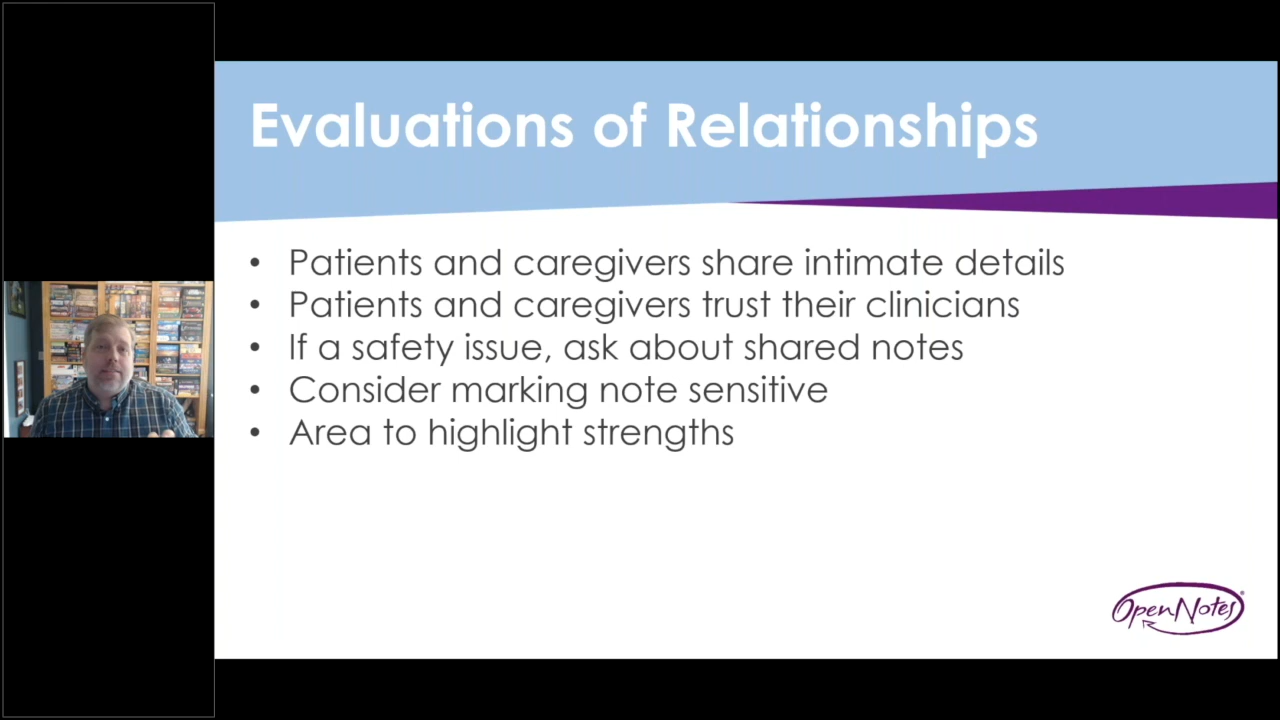 Evaluations of Relationships
• Patients and caregivers share intimate details
• Patients and caregivers trust their clinicians
• If a safety issue, ask about shared notes
• Consider marking note sensitive
• Area to highlight strengths
OpenNotes